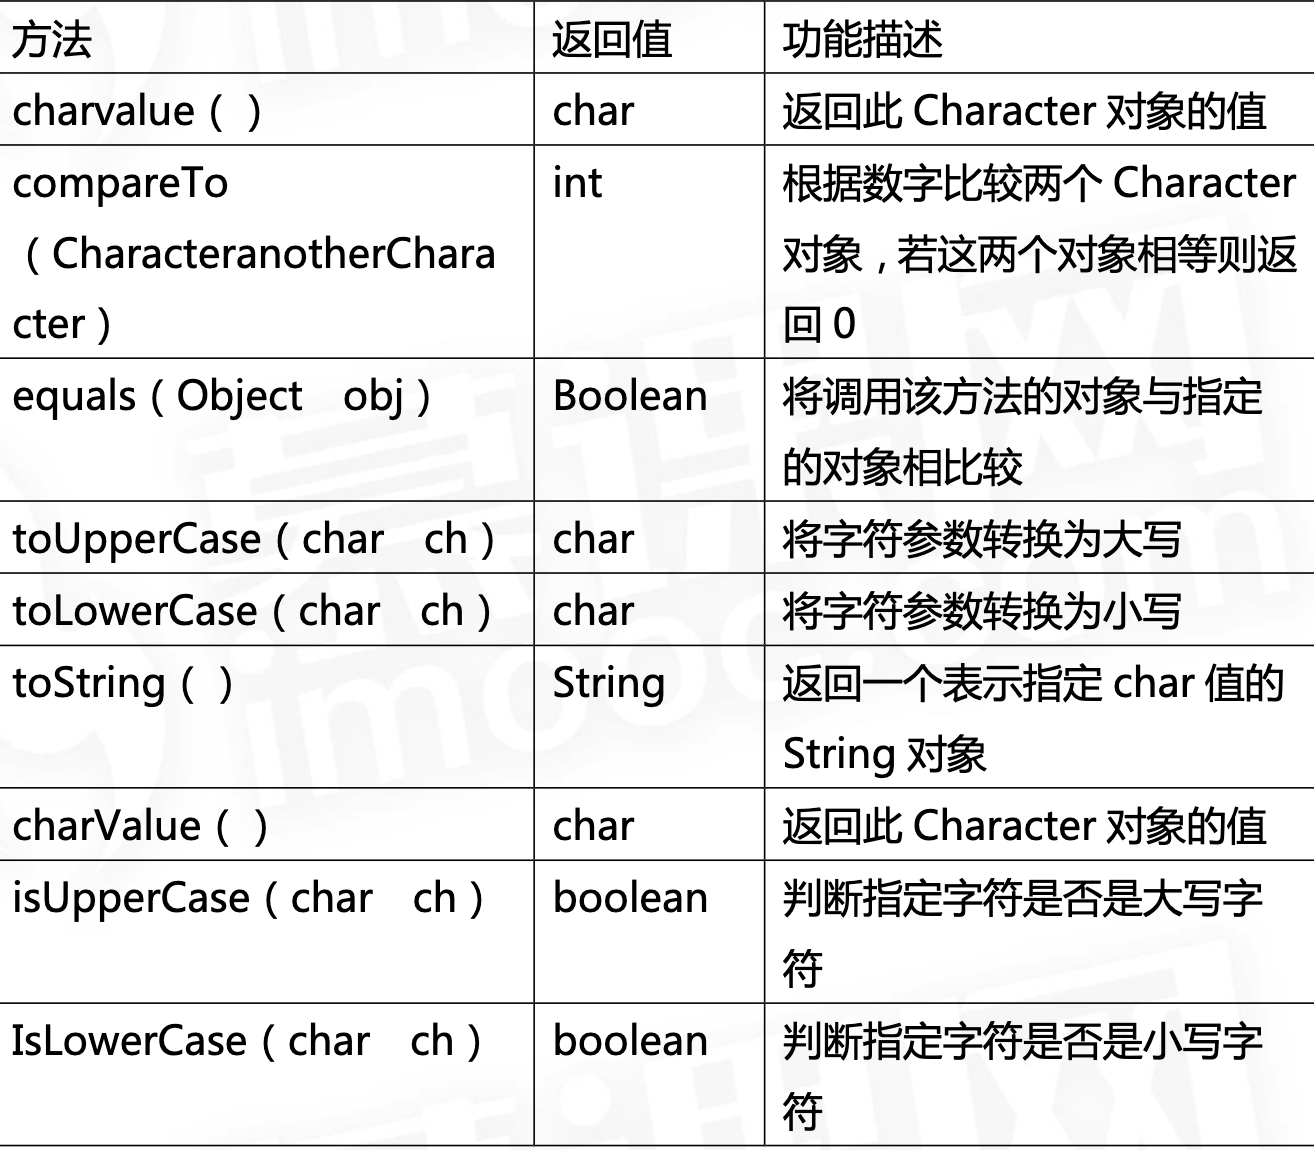 方法 返回值 功能描述
charvalue（ ） char 返回此 Character 对象的值
compareTo int 根据数字比较两个 Character
（CharacteranotherChara 对象，若这两个对象相等则返
cter） 回 0
equals（Object obj） Boolean 将调用该方法的对象与指定
的对象相比较
toUpperCase（char ch） char 将字符参数转换为大写
toLowerCase（char ch） char 将字符参数转换为小写
toString（ ） String 返回一个表示指定 char 值的
String 对象
charValue（ ） char 返回此 Character 对象的值
isUpperCase（char ch） boolean 判断指定字符是否是大写字
符
IsLowerCase（char ch） boolean 判断指定字符是否是小写字
符
慕课网
imooc.com